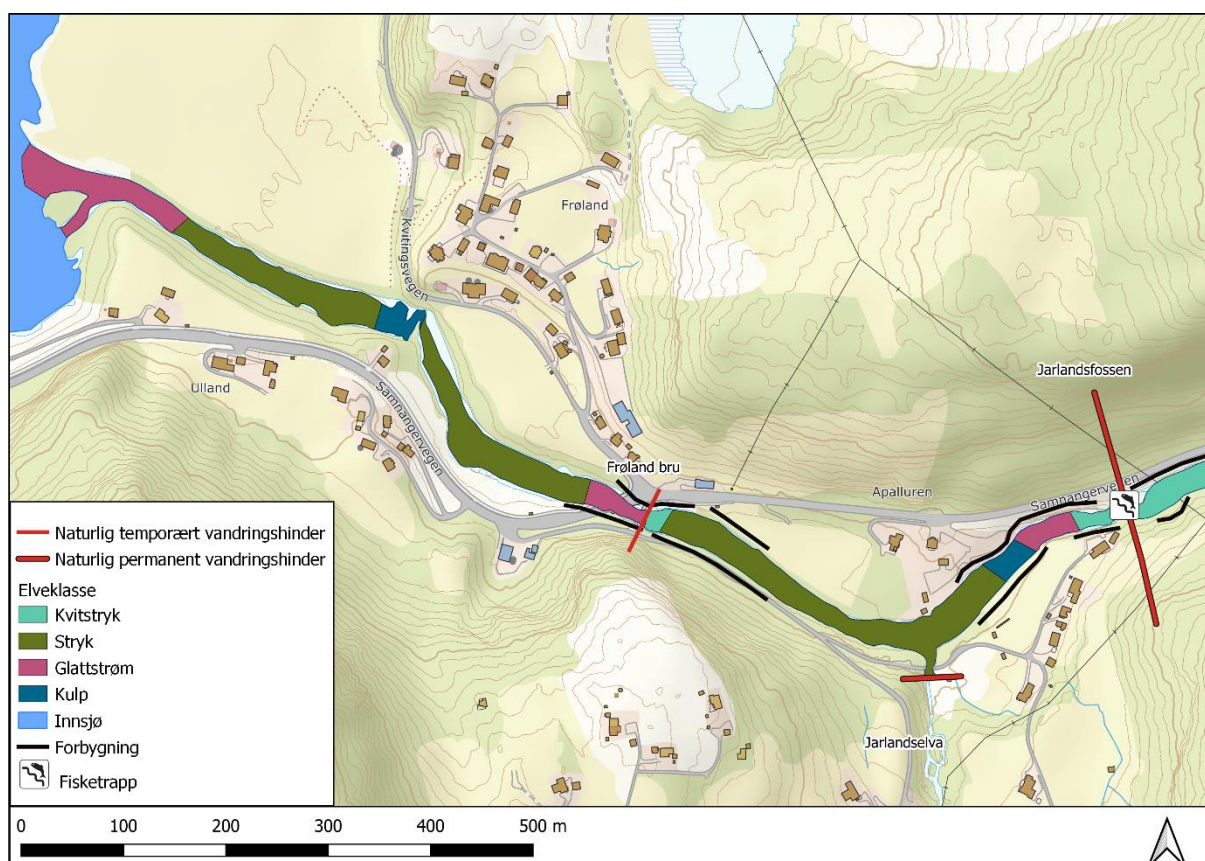 Frøland
Kvitingsvegen
Jarlandsfossen
Ulland
Samnangervegen
Frøland bru
Apalluren
Samnangervegen
Jarlandselva
Naturlig temporært vandringshinder
Naturlig permanent vandringshinder
Elveklasse
Kvitstryk
Stryk
Glattstrøm
Kulp
Innsjø
Forbygning
Fisketrapp
0 100 200 300 400 500 m